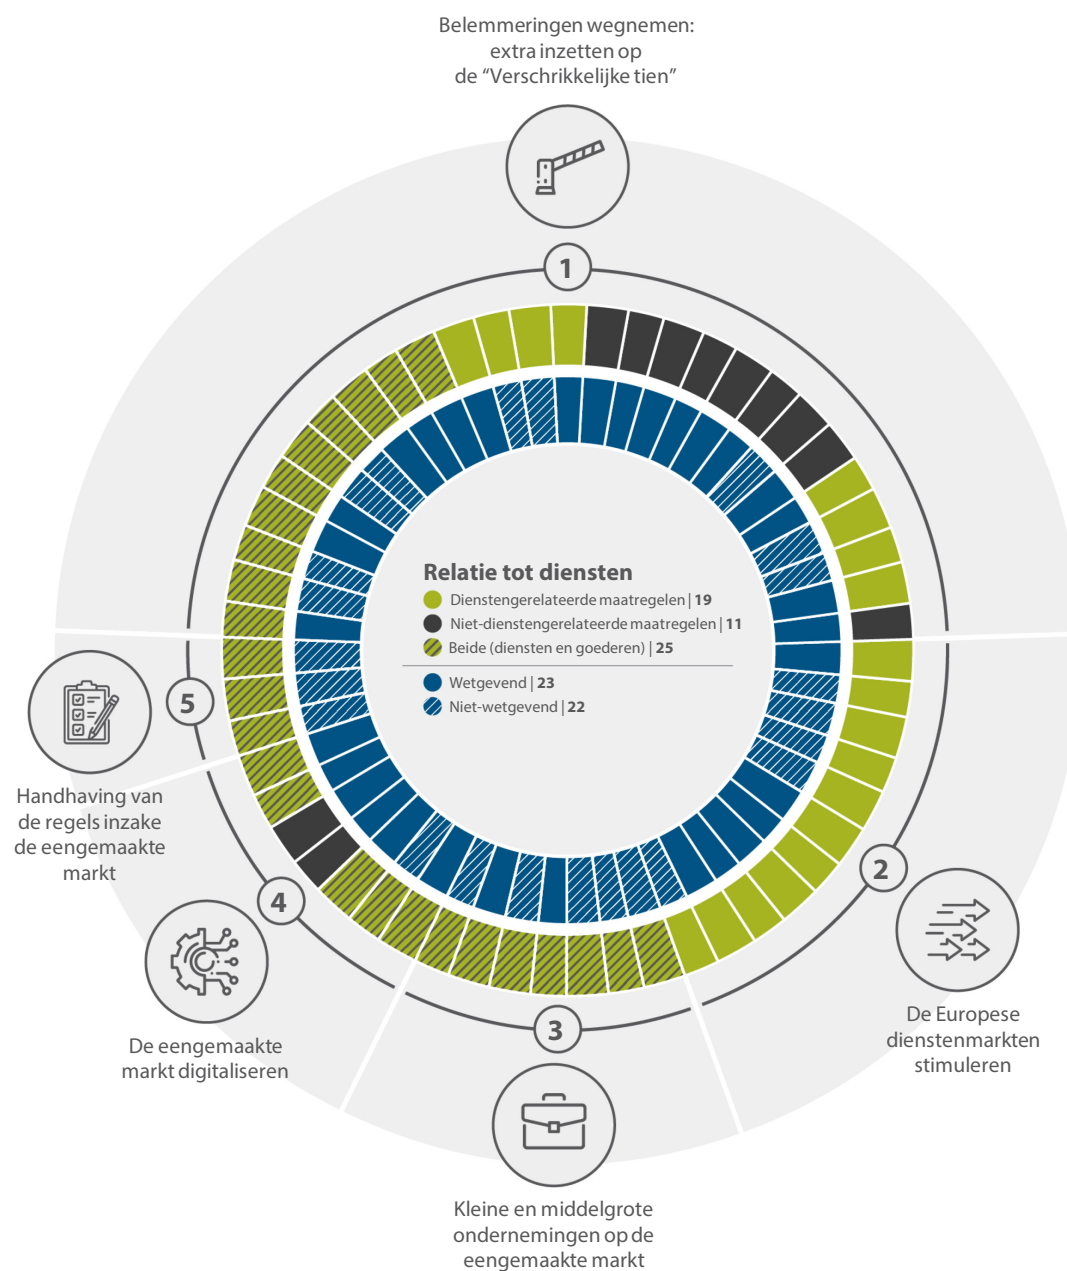 Belemmeringen wegnemen:
extra inzetten op
de “Verschrikkelijke tien”
1
Relatie tot diensten
Dienstengerelateerde maatregelen | 19
Niet-dienstengerelateerde maatregelen | 11
Beide (diensten en goederen) | 25
Wetgevend | 23
Niet-wetgevend | 22
5
Handhaving van
de regels inzake
de eengemaakte
markt
2
De Europese
dienstenmarkten
stimuleren
4
De eengemaakte
markt digitaliseren
3
Kleine en middelgrote
ondernemingen op de
eengemaakte markt